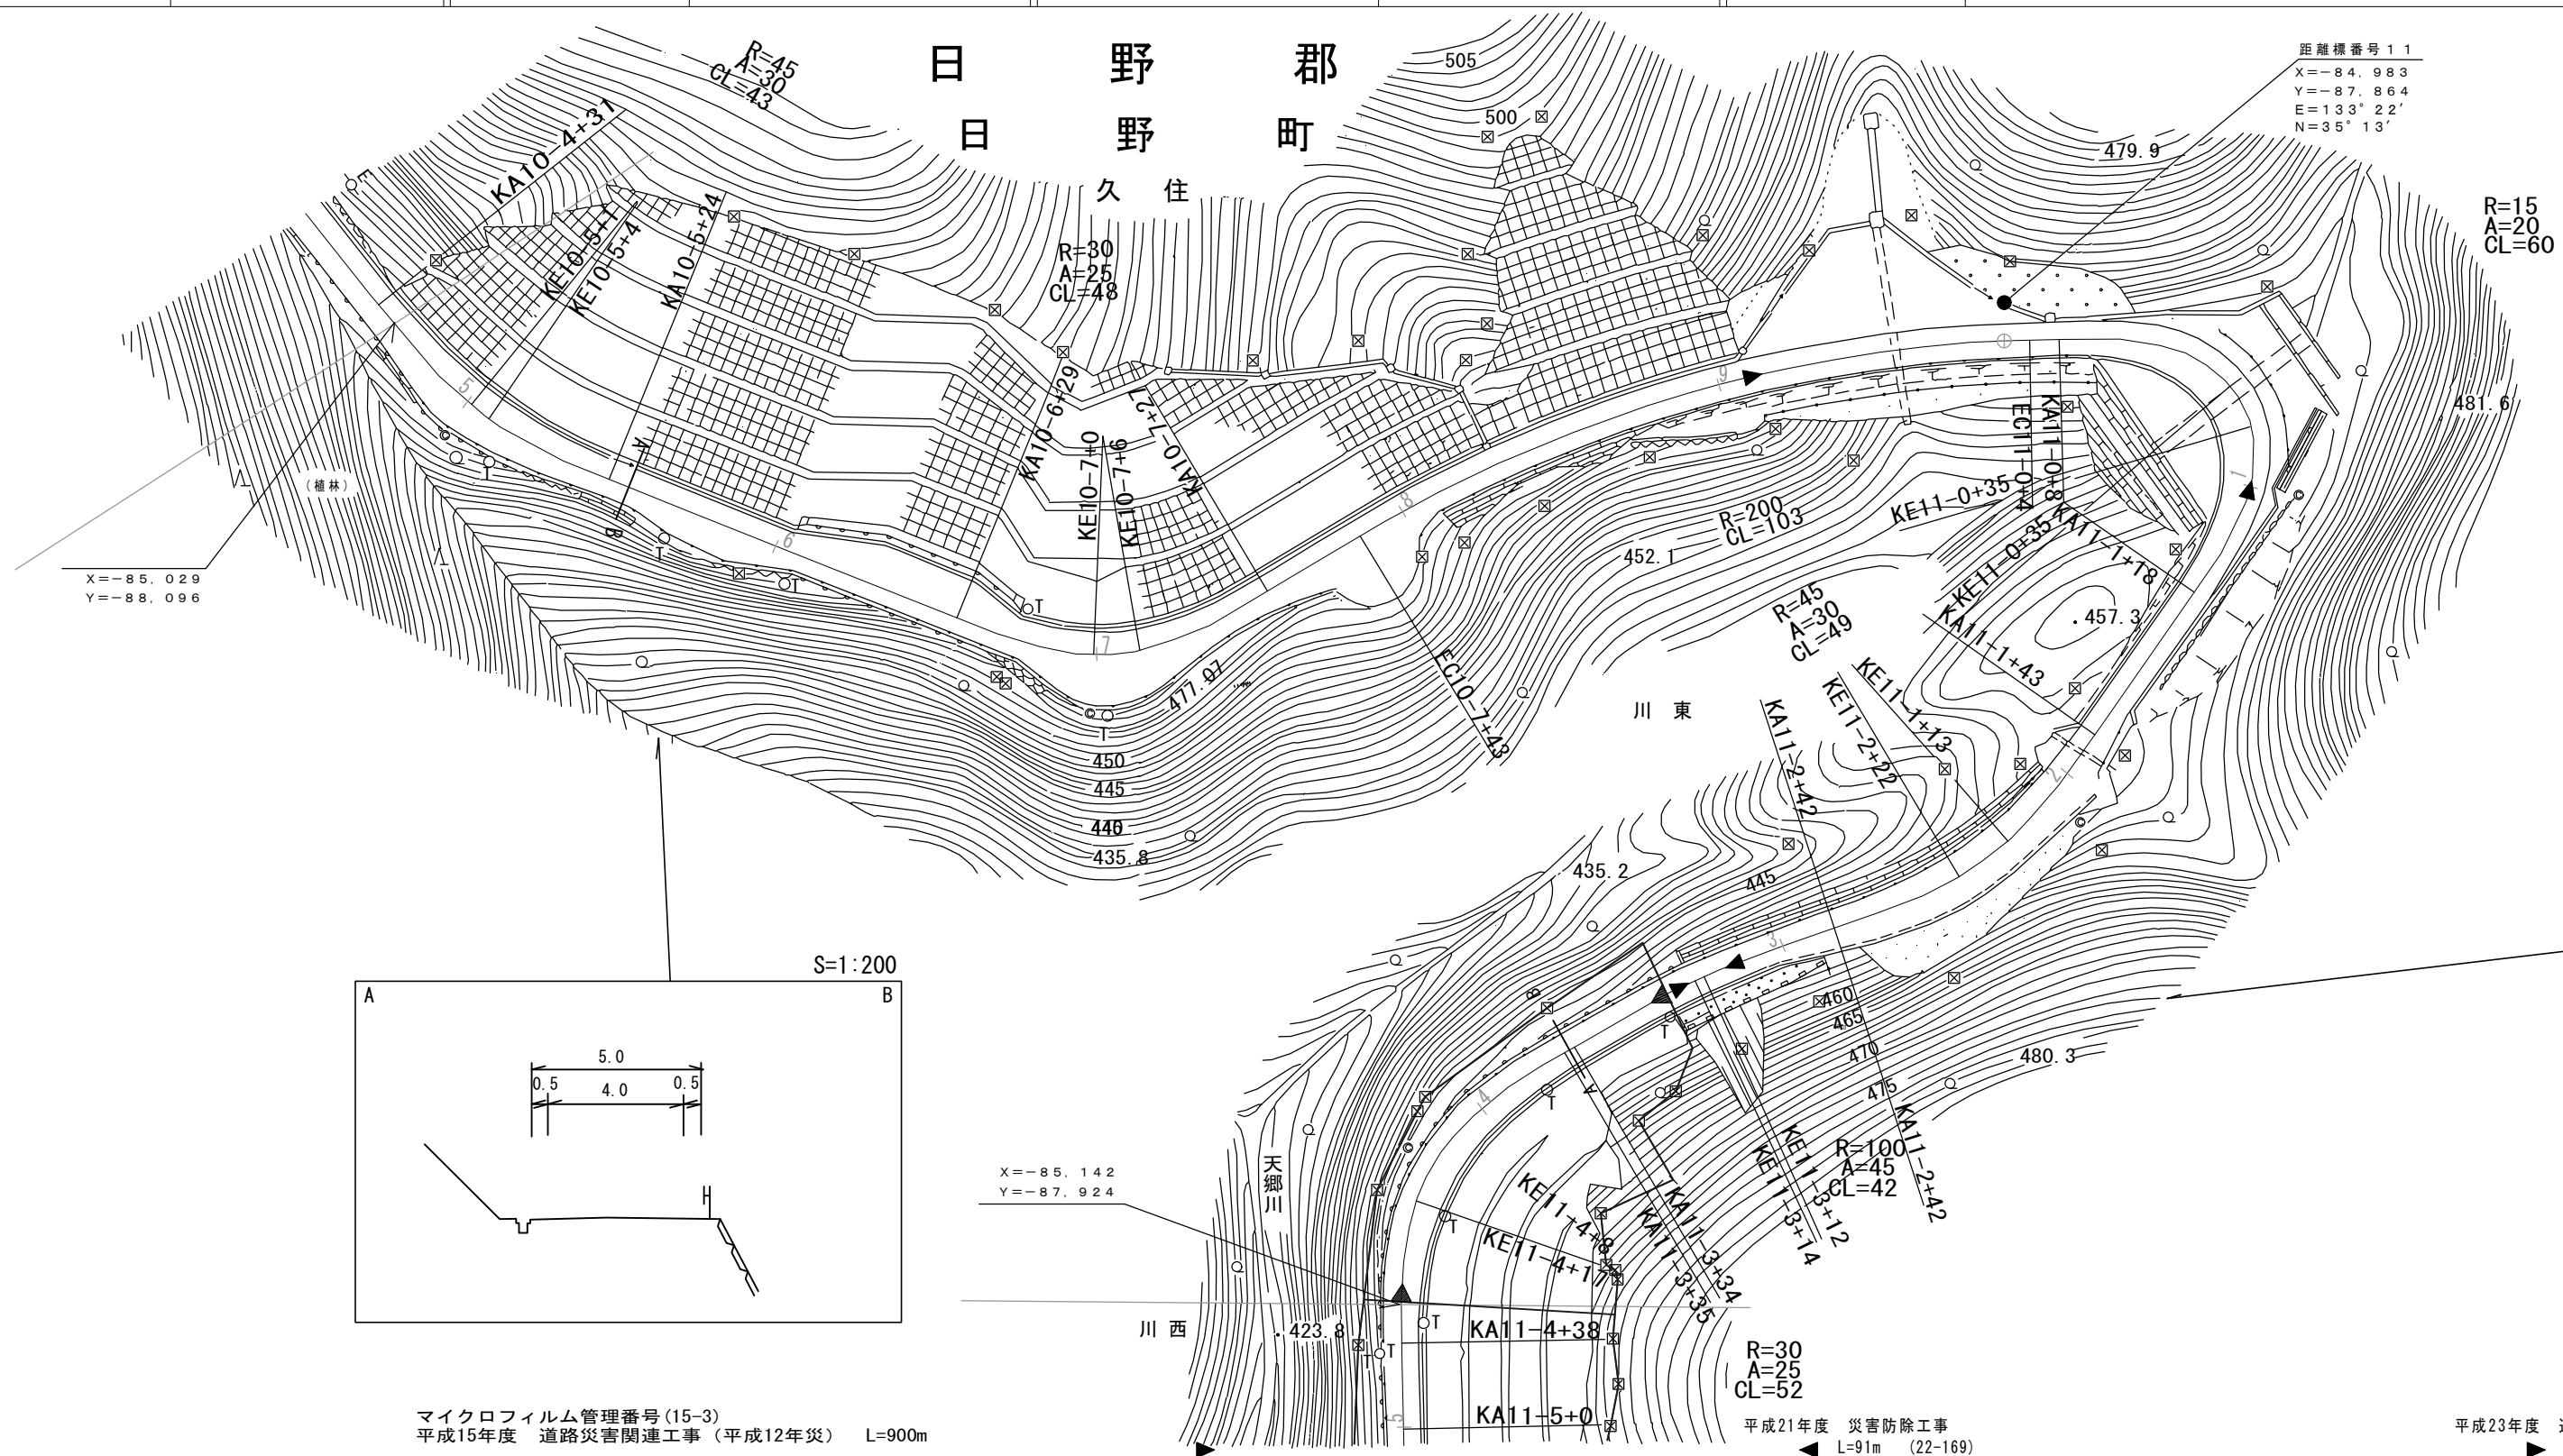 日野郡
日野町
久住
R=45
A=30
CL=43
KA10-4+31
KE10-5+1
KE10-5+4
KA10-5+24
R=30
A=25
CL=48
505
500
距離標番号11
X=-84,983
Y=-87,864
E=133°22′
N=35°13′
479.9
R=15
A=20
CL=60
481.6
5
6
7
8
9
(植林)
A
B
X=-85,029
Y=-88,096
KA10-6+29
KE10-7+0
KE10-7+6
KA10-7+27
EC10-7+43
477.07
450
445
440
435.8
R=200
CL=103
452.1
KE11-0+35
EC11-0+4
KA11-0+8
KE11-0+35
KA11-1+18
457.3
KA11-1+43
R=45
A=30
CL=49
KE11-1+13
KE11-2+22
KA11-2+42
川東
1
2
3
4
5
435.2
445
460
465
470
475
480.3
S=1:200
A
B
5.0
0.5
4.0
0.5
B
A
T
KA11-2+42
R=100
A=45
CL=42
KE11-3+12
KE11-3+14
KA11-3+34
KA11-3+35
KE11-4+8
KE11-4+17
天郷川
X=-85,142
Y=-87,924
川西
423.8
KA11-4+38
KA11-5+0
R=30
A=25
CL=52
マイクロフィルム管理番号(15-3)
平成15年度 道路災害関連工事(平成12年災) L=900m
平成21年度 災害防除工事
L=91m (22-169)
平成23年度